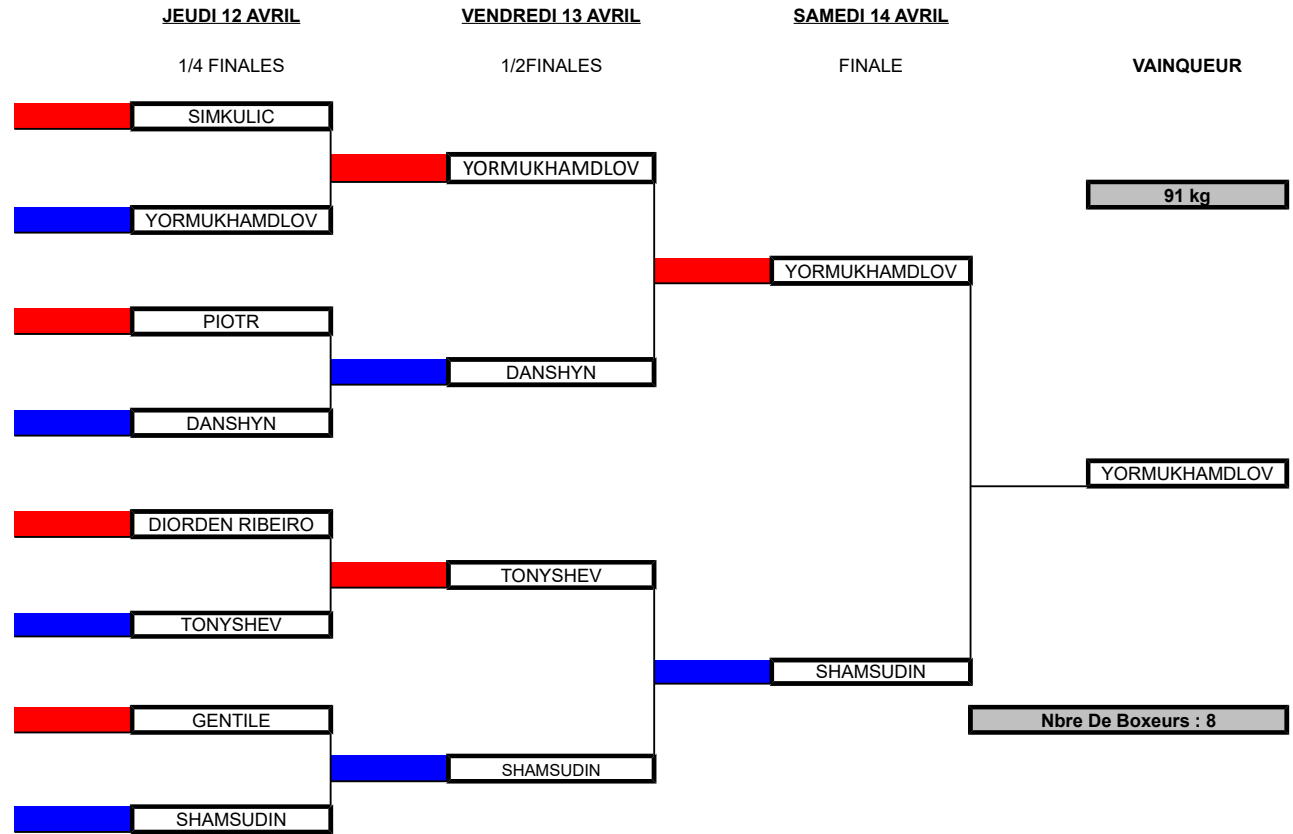 JEUDI 12 AVRIL
VENDREDI 13 AVRIL
SAMEDI 14 AVRIL
1/4 FINALES
1/2FINALES
FINALE
VAINQUEUR
SIMKULIC
YORMUKHAMDLOV
91 kg
YORMUKHAMDLOV
YORMUKHAMDLOV
PIOTR
DANSHYN
DANSHYN
YORMUKHAMDLOV
DIORDEN RIBEIRO
TONYSHEV
TONYSHEV
SHAMSUDIN
GENTILE
Nbre De Boxeurs : 8
SHAMSUDIN
SHAMSUDIN